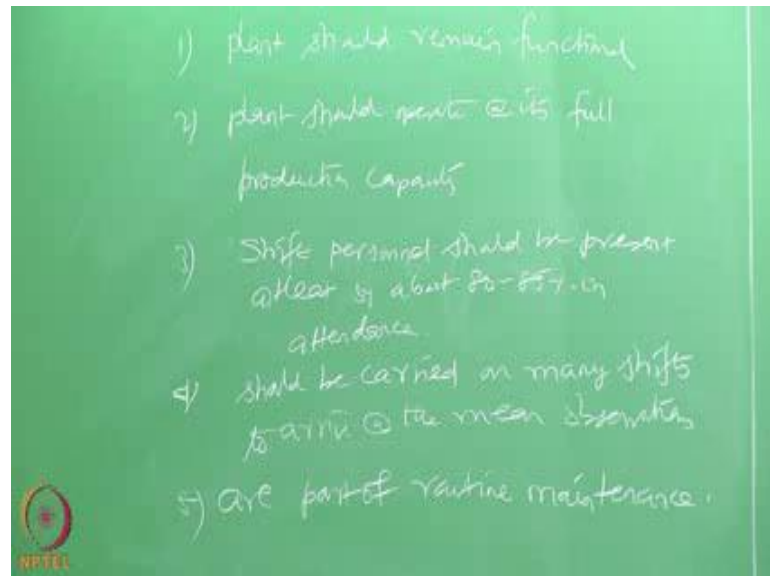 1) plant should remain functional
2) plant should operate @ its full
production capacity
3) Shift personnel should be present
atleast by about 80-85%. in
attendance
4) should be carried on many shifts
to arrive @ the mean observation
5) are part of routine maintenance.
NPTEL